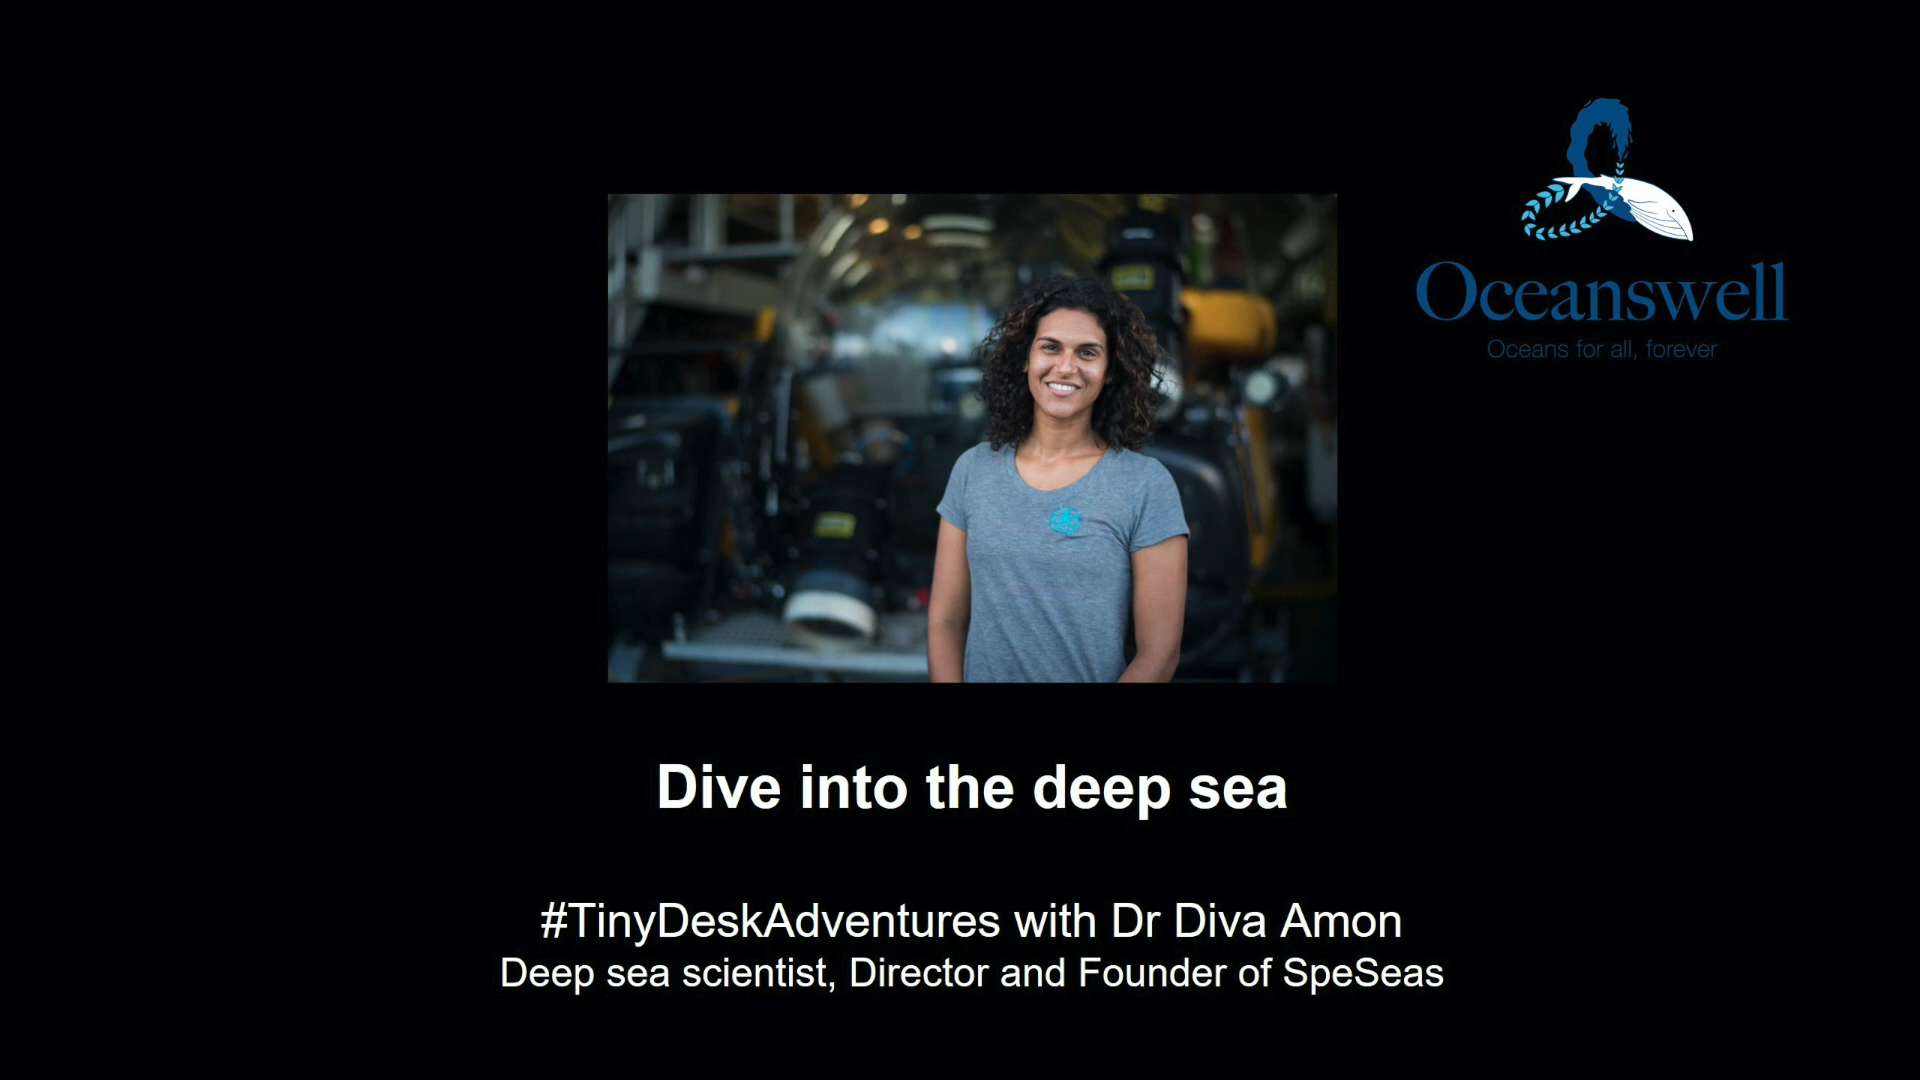 Oceanswell
Oceans for all, forever
Dive into the deep sea
#TinyDeskAdventures with Dr Diva Amon
Deep sea scientist, Director and Founder of SpeSeas